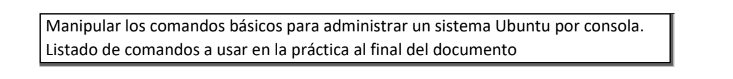 Manipular los comandos básicos para administrar un sistema Ubuntu por consola.
Listado de comandos a usar en la práctica al final del documento